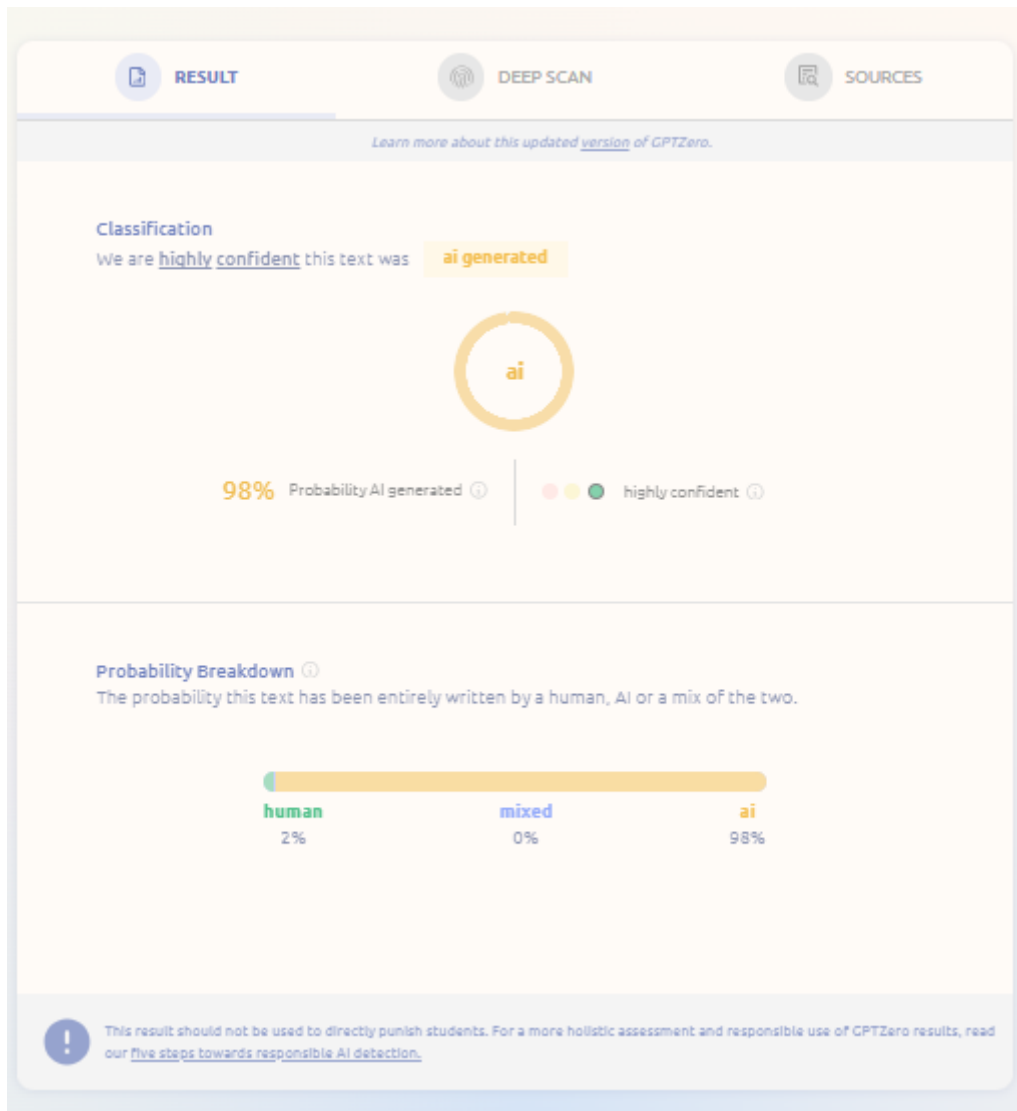 RESULT
DEEP SCAN
SOURCES
Learn more about this updated version of GPTZero.
Classification
We are highly confident this text was ai generated
ai
98% Probability AI generated
highly confident
Probability Breakdown
The probability this text has been entirely written by a human, AI or a mix of the two.
human mixed ai
2% 0% 98%
This result should not be used to directly punish students. For a more holistic assessment and responsible use of GPTZero results, read
our five steps towards responsible AI detection.